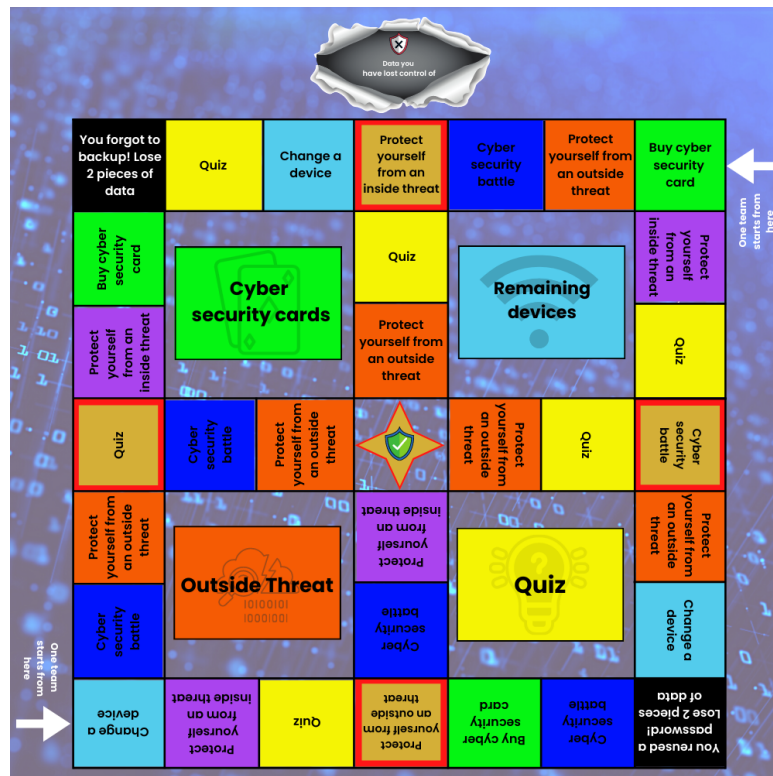 Data you
have lost control of
You forgot to
backup! Lose
2 pieces of
data
Quiz
Change a
device
Protect
yourself
from an
inside threat
Cyber
security
battle
Protect
yourself from
an outside
threat
Buy cyber
security
card
One team
starts from
here
Buy cyber
security
card
Cyber
security cards
Quiz
Remaining
devices
Protect
yourself
from an
inside threat
Protect
yourself
from an
inside threat
Protect
yourself from
an outside
threat
Quiz
Quiz
Cyber
security
battle
Protect
yourself from
an outside
threat
Protect
yourself from
an outside
threat
Quiz
Cyber
security
battle
Protect
yourself from
an outside
threat
Outside Threat
10100101
10001001
Protect
yourself
from an
inside threat
Quiz
Protect
yourself from
an outside
threat
Cyber
security
battle
Cyber
security
battle
Change a
device
One team
starts from
here
Change a
device
Protect
yourself
from an
inside threat
Quiz
Protect
yourself from
an outside
threat
Buy cyber
security
card
Cyber
security
battle
You reused a
password!
Lose 2 pieces
of data